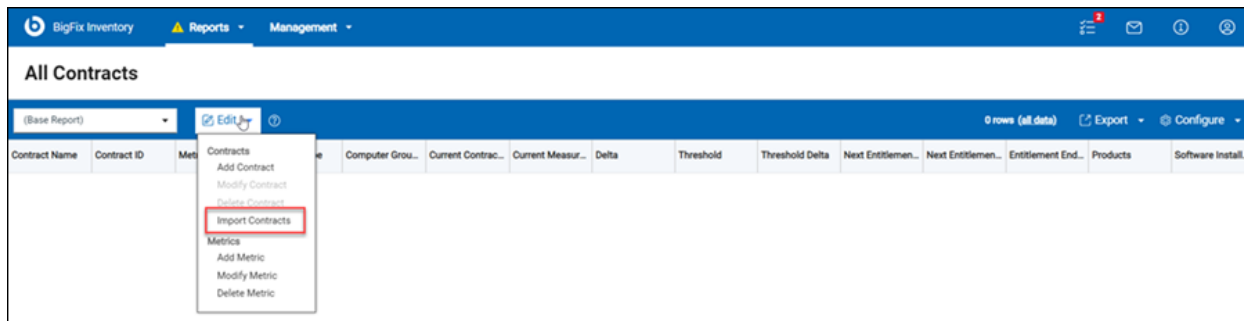 BigFix Inventory Reports Management 2
All Contracts
(Base Report) Edit 0 rows (all data) Export Configure
Contract Name Contract ID Met Computer Grou... Current Contrac... Current Measur... Delta Threshold Threshold Delta Next Entitlemen... Next Entitlemen... Entitlement End... Products Software Install.
Contracts
Add Contract
Modify Contract
Delete Contract
Import Contracts
Metrics
Add Metric
Modify Metric
Delete Metric